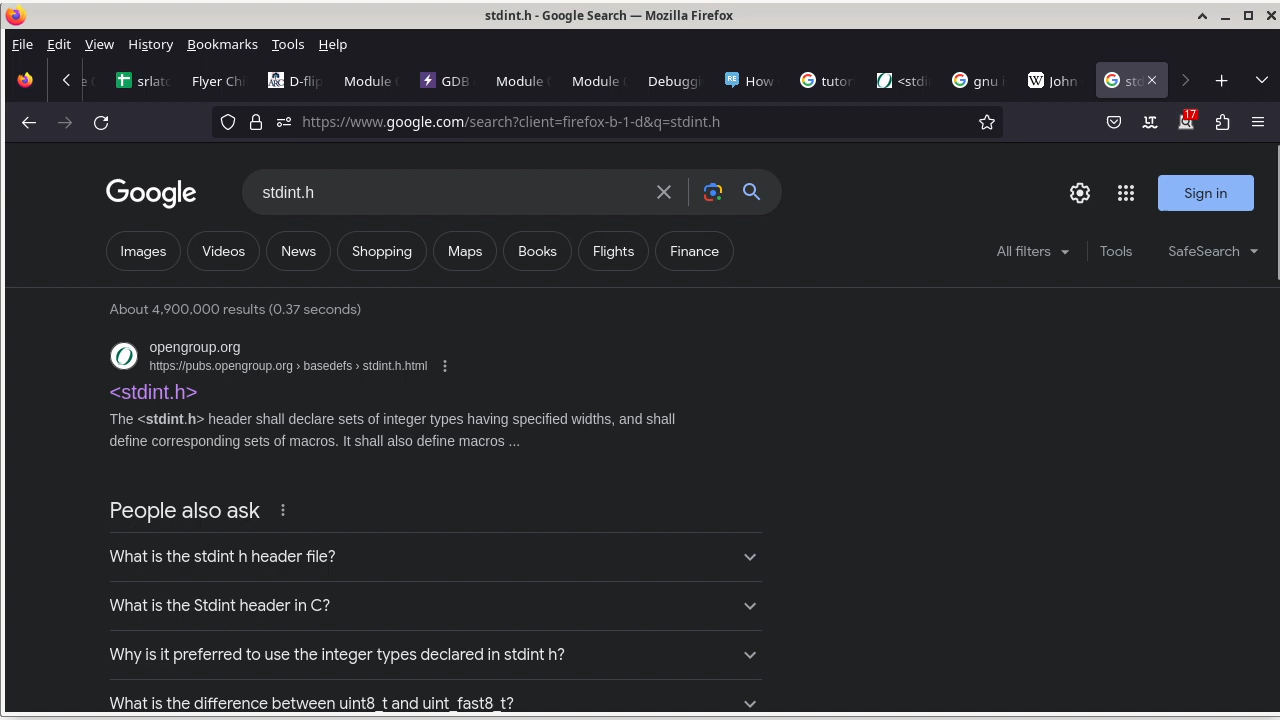 stdint.h - Google Search — Mozilla Firefox
File Edit View History Bookmarks Tools Help
srlat Flyer Chi D-flip Module GDB Module Module Debuggi RE How tutor <stdi gnu John std
https://www.google.com/search?client=firefox-b-1-d&q=stdint.h
17
Google
stdint.h
Sign in
Images Videos News Shopping Maps Books Flights Finance All filters Tools SafeSearch
About 4,900,000 results (0.37 seconds)
opengroup.org
https://pubs.opengroup.org › basedefs › stdint.h.html
<stdint.h>
The <stdint.h> header shall declare sets of integer types having specified widths, and shall
define corresponding sets of macros. It shall also define macros ...
People also ask
What is the stdint h header file?
What is the Stdint header in C?
Why is it preferred to use the integer types declared in stdint h?
What is the difference between uint8_t and uint_fast8_t?